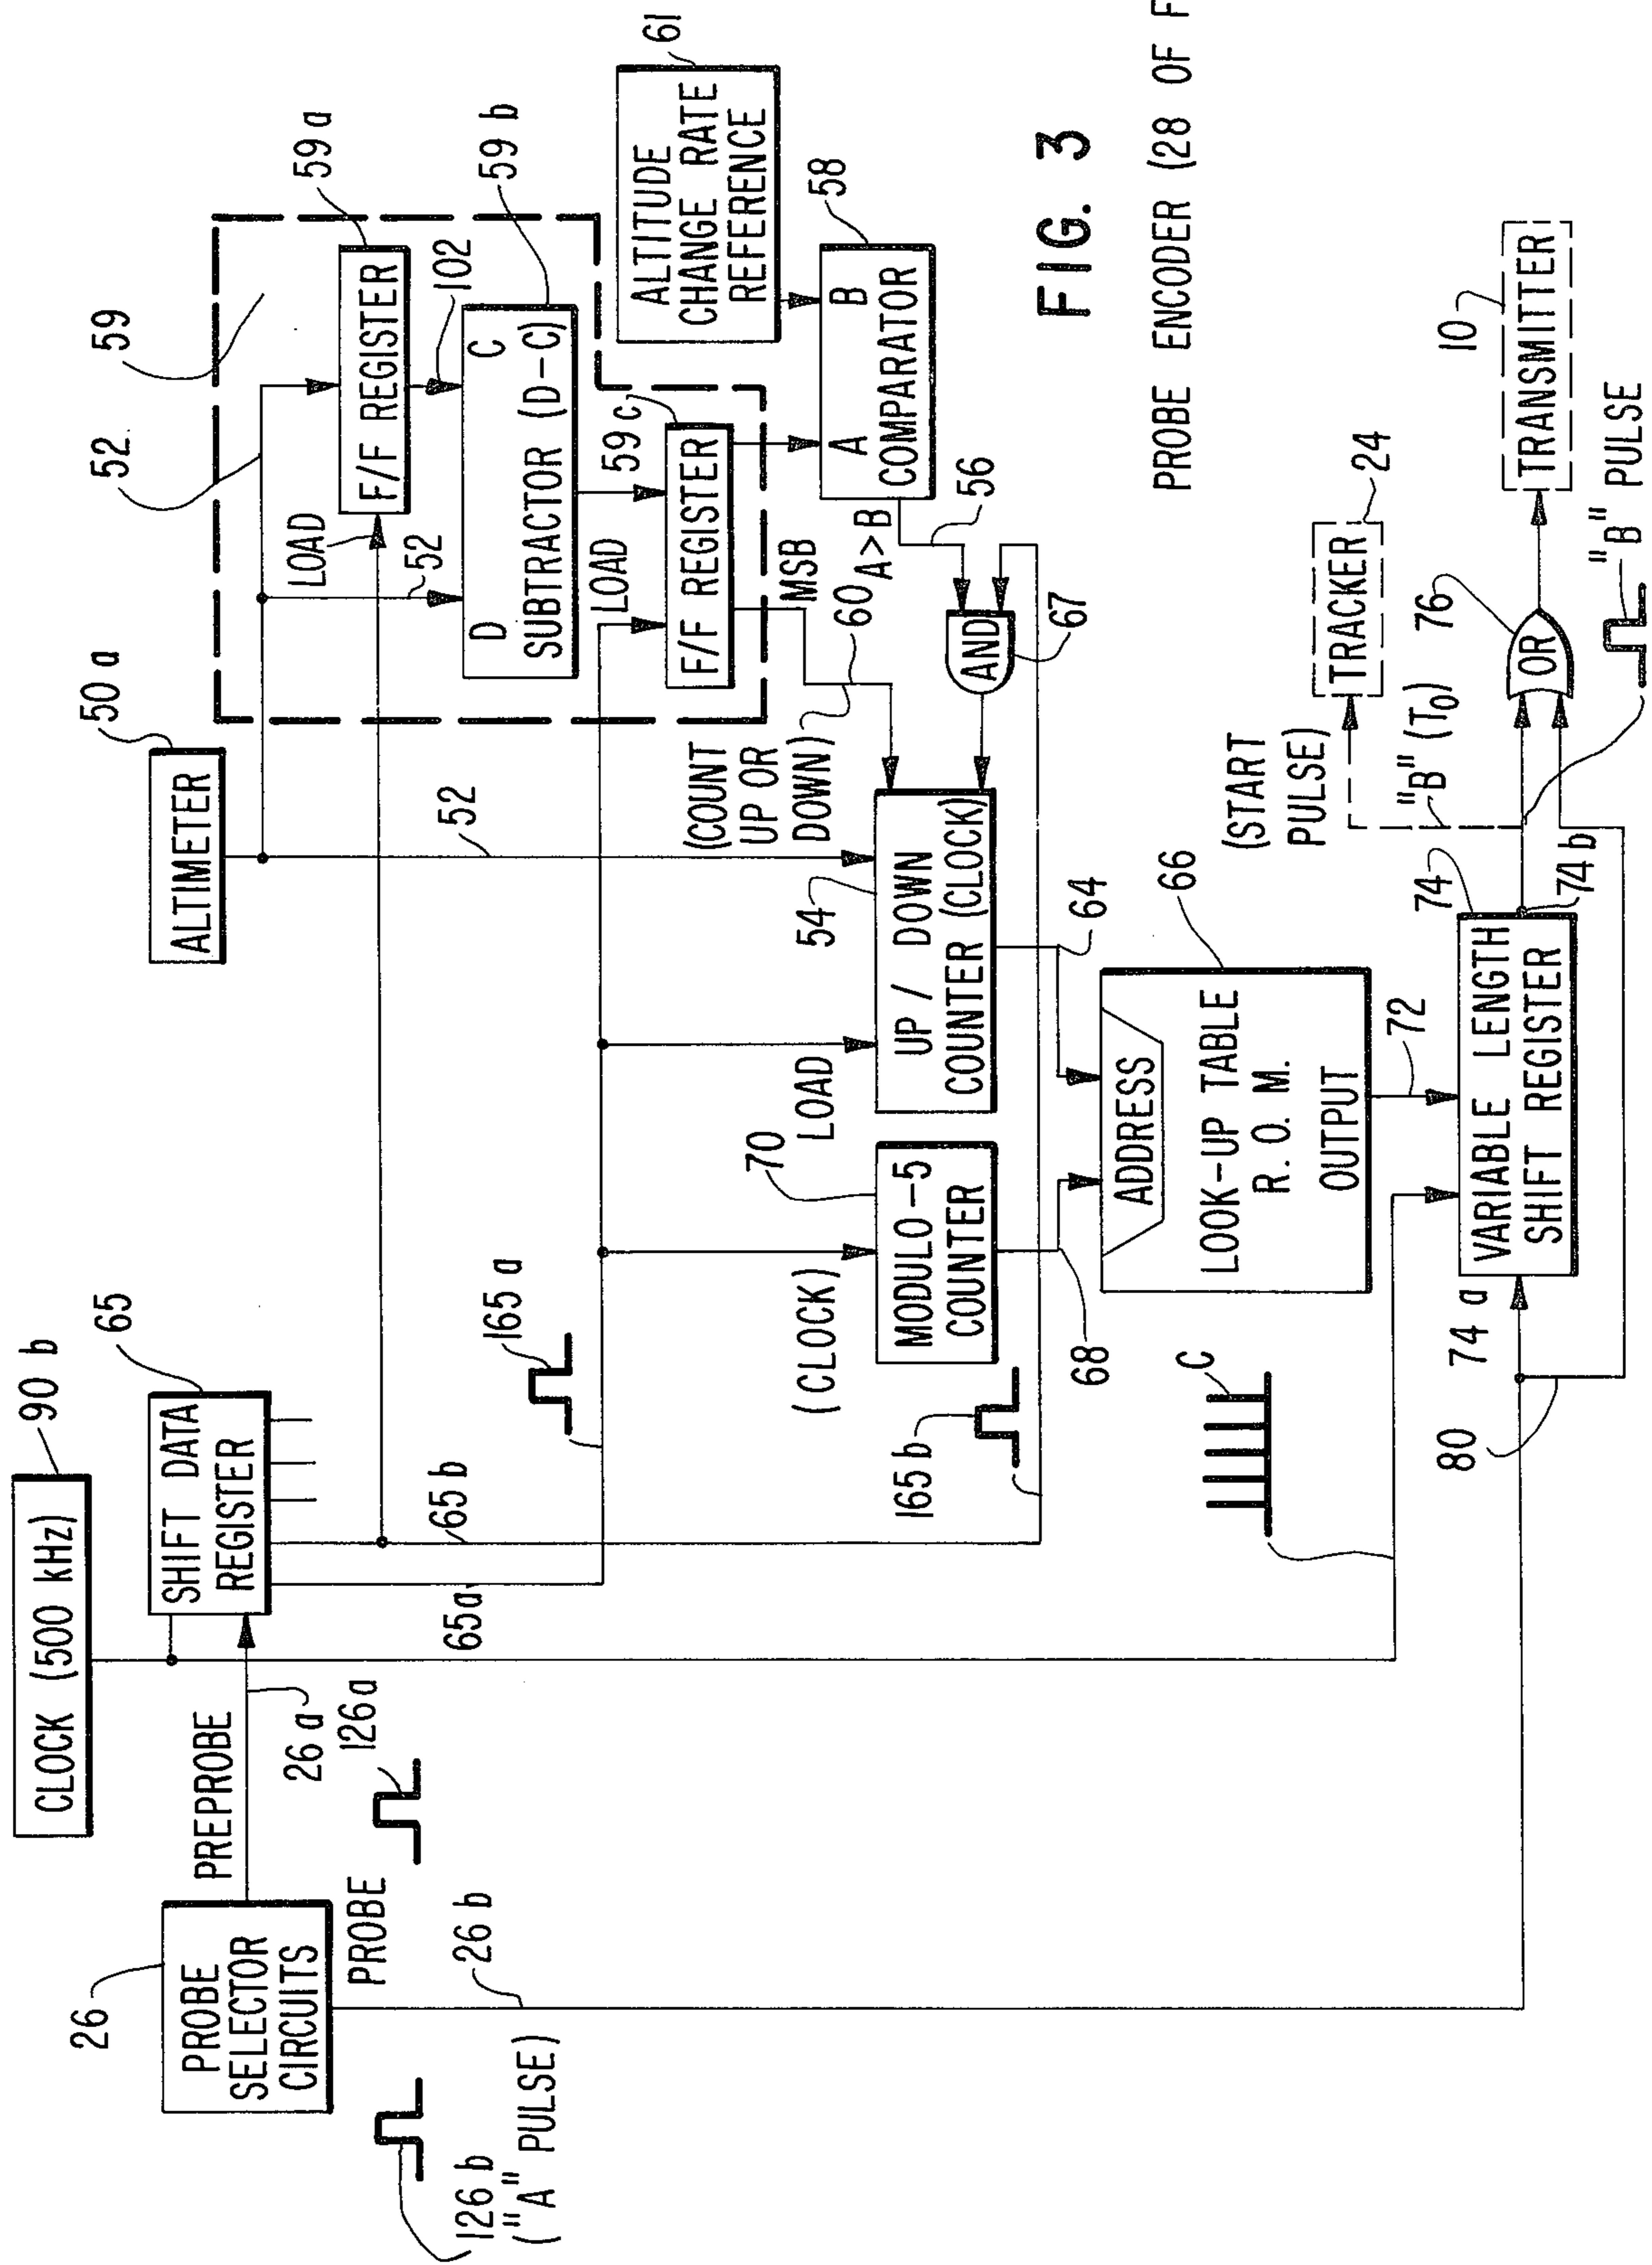 CLOCK (500 kHz)
90 b
SHIFT DATA
REGISTER
65
PREPROBE
26 a
126a
26
PROBE
SELECTOR
CIRCUITS
PROBE
26 b
126 b
("A" PULSE)
65a
65 b
165 a
ALTIMETER
50 a
52
52
52
59
LOAD
F/F REGISTER
59 a
102
D
C
SUBTRACTOR (D-C)
59 b
LOAD
F/F REGISTER
59 c
MSB
60
(COUNT
UP OR
DOWN)
ALTITUDE
CHANGE RATE
REFERENCE
61
A
B
COMPARATOR
58
A > B
56
AND
67
(CLOCK)
MODULO-5
COUNTER
70
LOAD
UP / DOWN
COUNTER (CLOCK)
54
165 b
68
64
ADDRESS
LOOK-UP TABLE
R. O. M.
OUTPUT
66
C
72
74 a
VARIABLE LENGTH
SHIFT REGISTER
74
74 b
80
(START
PULSE)
"B" (T0)
TRACKER
24
OR
76
"B" PULSE
TRANSMITTER
10
FIG. 3
PROBE ENCODER (28 OF F